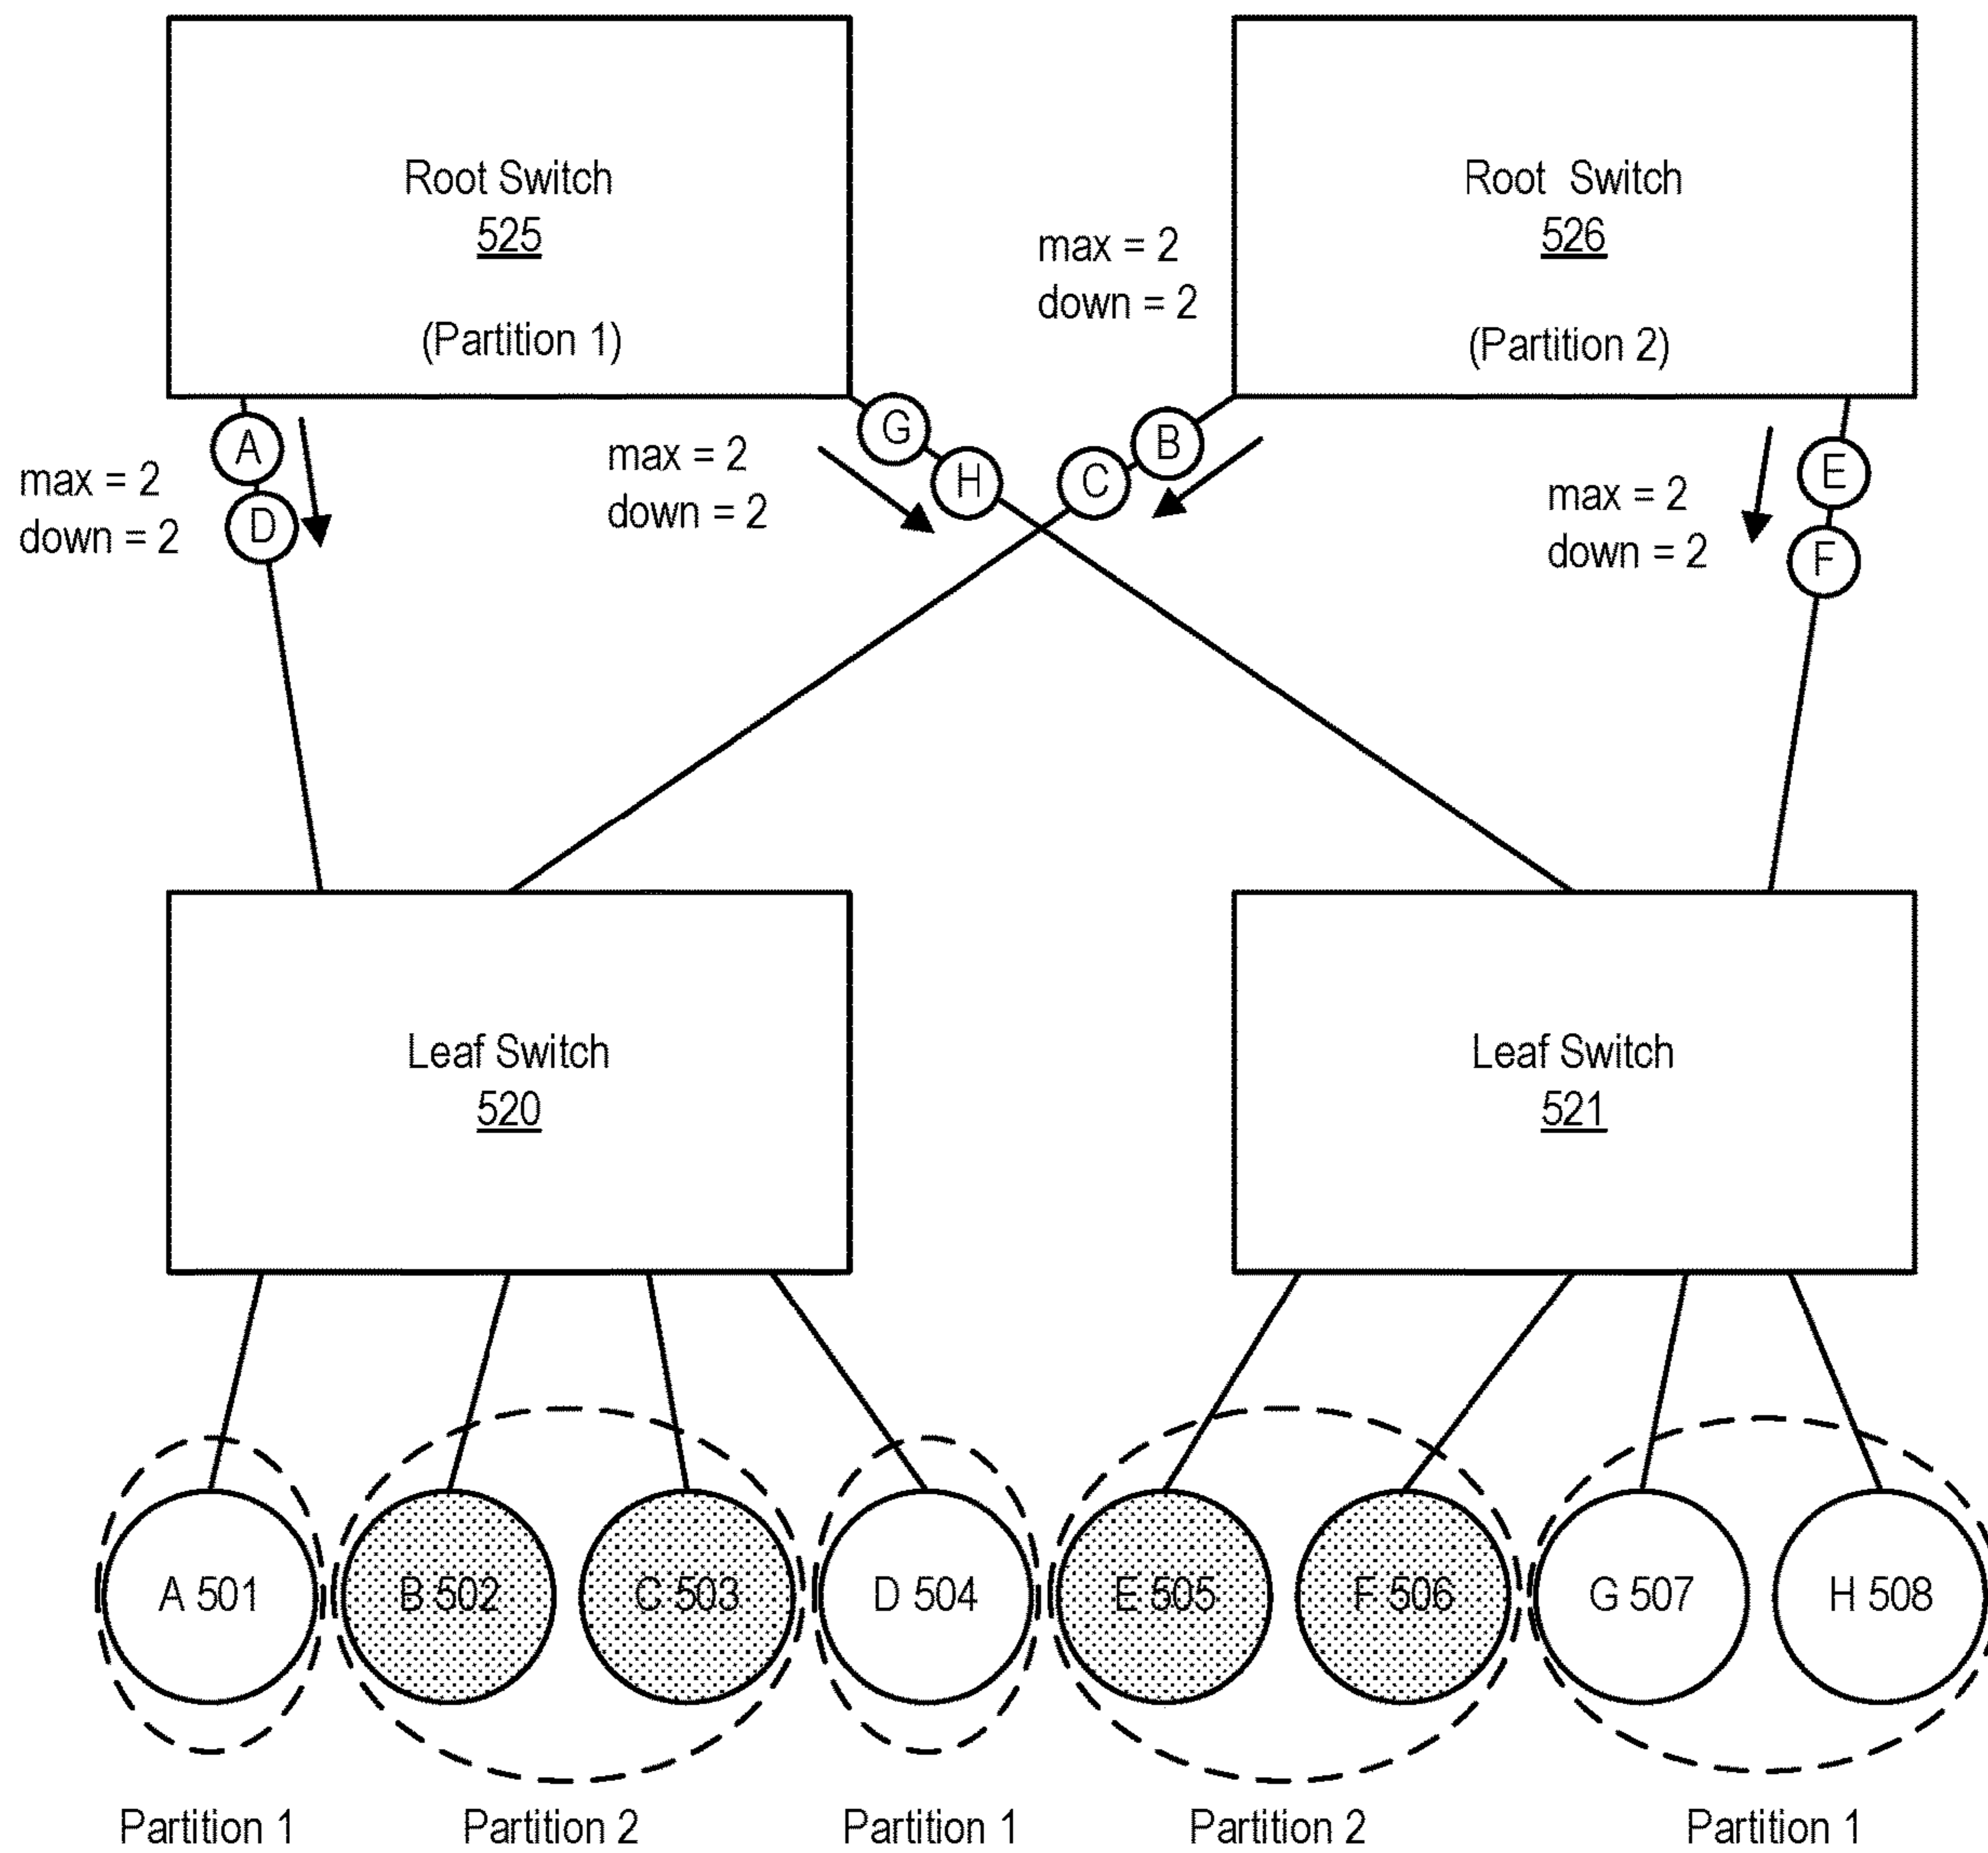 Root Switch
525
(Partition 1)
Root Switch
526
(Partition 2)
max = 2
down = 2
A
D
max = 2
down = 2
G
H
max = 2
down = 2
B
C
max = 2
down = 2
E
F
Leaf Switch
520
Leaf Switch
521
A 501
B 502
C 503
D 504
E 505
F 506
G 507
H 508
Partition 1
Partition 2
Partition 1
Partition 2
Partition 1